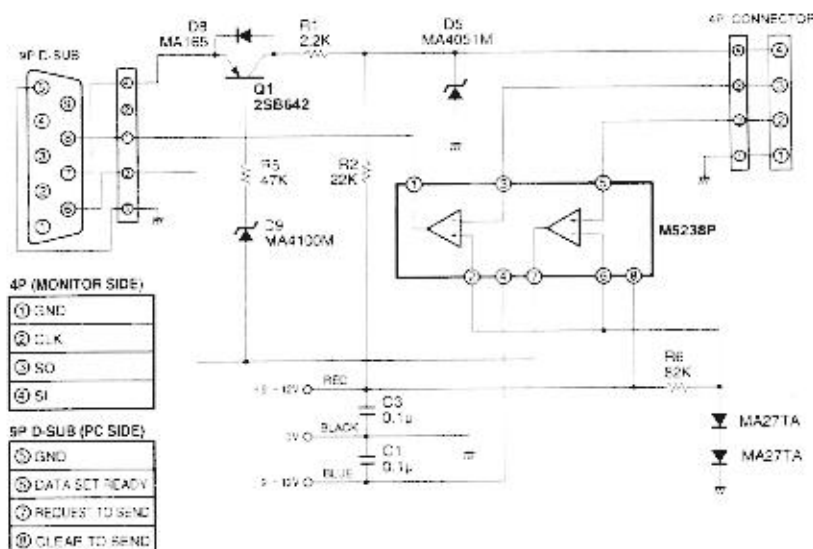 9P D-SUB
D8
MA165
R1
2.2K
D5
MA4051M
4P CONNECTOR
Q1
2SB642
R5
47K
R2
22K
D9
MA4100M
M5238P
4P (MONITOR SIDE)
① GND
② CLK
③ SO
④ SI
9P D-SUB (PC SIDE)
⑤ GND
⑥ DATA SET READY
⑦ REQUEST TO SEND
⑧ CLEAR TO SEND
RED
C3
0.1µ
BLACK
C1
0.1µ
BLUE
R6
82K
MA27TA
MA27TA